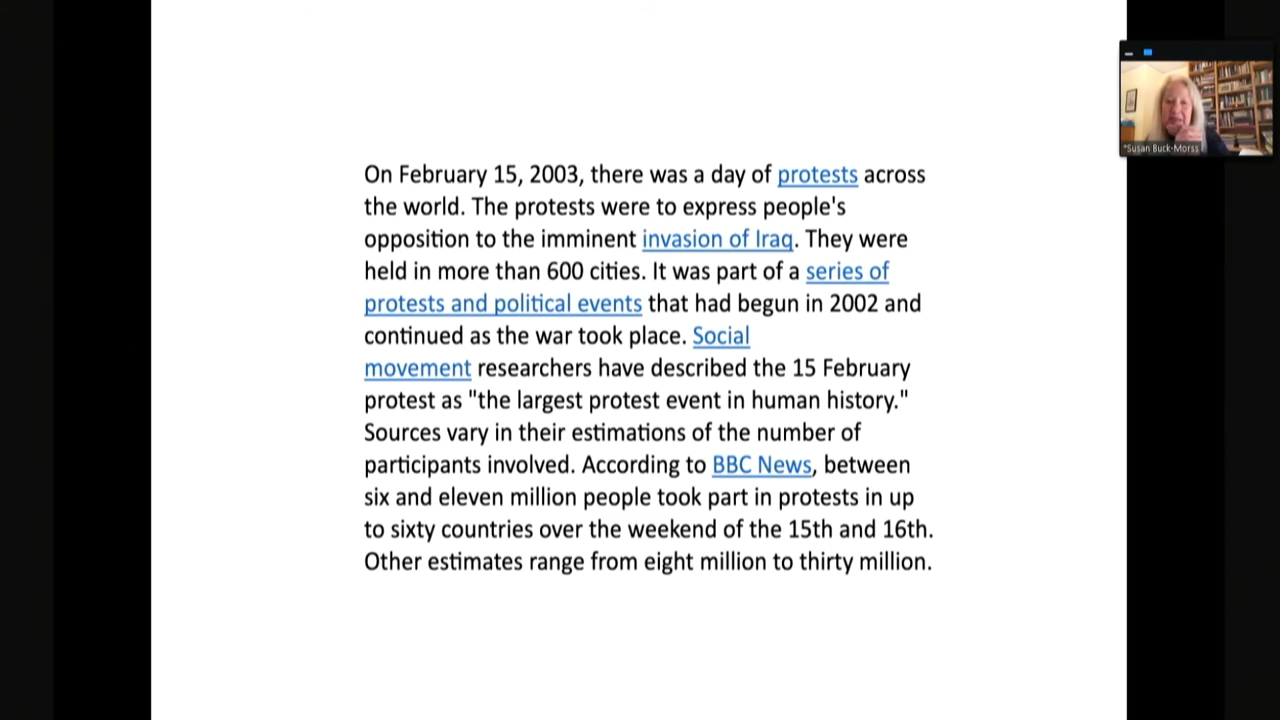 On February 15, 2003, there was a day of protests across
the world. The protests were to express people's
opposition to the imminent invasion of Iraq. They were
held in more than 600 cities. It was part of a series of
protests and political events that had begun in 2002 and
continued as the war took place. Social
movement researchers have described the 15 February
protest as "the largest protest event in human history."
Sources vary in their estimations of the number of
participants involved. According to BBC News, between
six and eleven million people took part in protests in up
to sixty countries over the weekend of the 15th and 16th.
Other estimates range from eight million to thirty million.
*Susan Buck-Morss